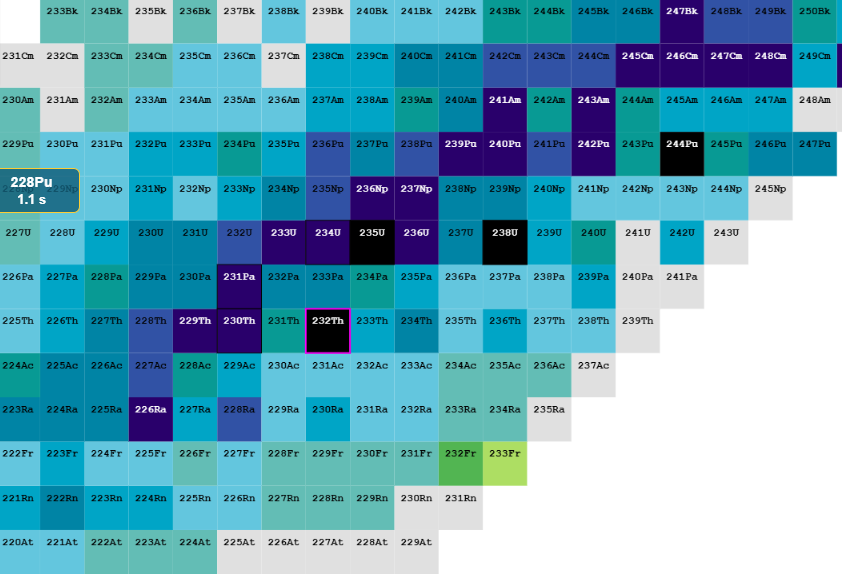 233Bk 234Bk 235Bk 236Bk 237Bk 238Bk 239Bk 240Bk 241Bk 242Bk 243Bk 244Bk 245Bk 246Bk 247Bk 248Bk 249Bk 250Bk
231Cm 232Cm 233Cm 234Cm 235Cm 236Cm 237Cm 238Cm 239Cm 240Cm 241Cm 242Cm 243Cm 244Cm 245Cm 246Cm 247Cm 248Cm 249Cm
230Am 231Am 232Am 233Am 234Am 235Am 236Am 237Am 238Am 239Am 240Am 241Am 242Am 243Am 244Am 245Am 246Am 247Am 248Am
229Pu 230Pu 231Pu 232Pu 233Pu 234Pu 235Pu 236Pu 237Pu 238Pu 239Pu 240Pu 241Pu 242Pu 243Pu 244Pu 245Pu 246Pu 247Pu
228Pu
1.1 s
229Np 230Np 231Np 232Np 233Np 234Np 235Np 236Np 237Np 238Np 239Np 240Np 241Np 242Np 243Np 244Np 245Np
227U 228U 229U 230U 231U 232U 233U 234U 235U 236U 237U 238U 239U 240U 241U 242U 243U
226Pa 227Pa 228Pa 229Pa 230Pa 231Pa 232Pa 233Pa 234Pa 235Pa 236Pa 237Pa 238Pa 239Pa 240Pa 241Pa
225Th 226Th 227Th 228Th 229Th 230Th 231Th 232Th 233Th 234Th 235Th 236Th 237Th 238Th 239Th
224Ac 225Ac 226Ac 227Ac 228Ac 229Ac 230Ac 231Ac 232Ac 233Ac 234Ac 235Ac 236Ac 237Ac
223Ra 224Ra 225Ra 226Ra 227Ra 228Ra 229Ra 230Ra 231Ra 232Ra 233Ra 234Ra 235Ra
222Fr 223Fr 224Fr 225Fr 226Fr 227Fr 228Fr 229Fr 230Fr 231Fr 232Fr 233Fr
221Rn 222Rn 223Rn 224Rn 225Rn 226Rn 227Rn 228Rn 229Rn 230Rn 231Rn
220At 221At 222At 223At 224At 225At 226At 227At 228At 229At